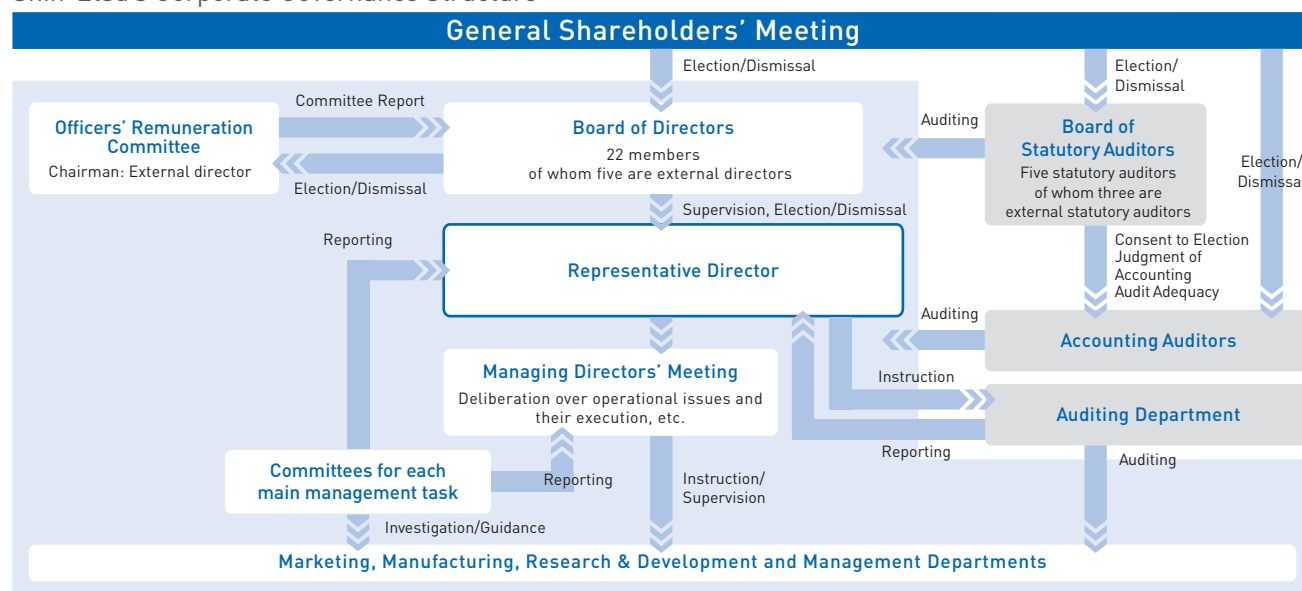 General Shareholders' Meeting
Election/Dismissal
Election/
Dismissal
Committee Report
Officers' Remuneration
Committee
Chairman: External director
Election/Dismissal
Board of Directors
22 members
of whom five are external directors
Auditing
Board of
Statutory Auditors
Five statutory auditors
of whom three are
external statutory auditors
Election/
Supervision, Election/Dismissal
Reporting
Representative Director
Consent to Election
Judgment of
Accounting
Audit Adequacy
Auditing
Accounting Auditors
Managing Directors' Meeting
Deliberation over operational issues and
their execution, etc.
Instruction
Auditing Department
Reporting
Auditing
Committees for each
main management task
Reporting
Instruction/
Supervision
Investigation/Guidance
Marketing, Manufacturing, Research & Development and Management Departments